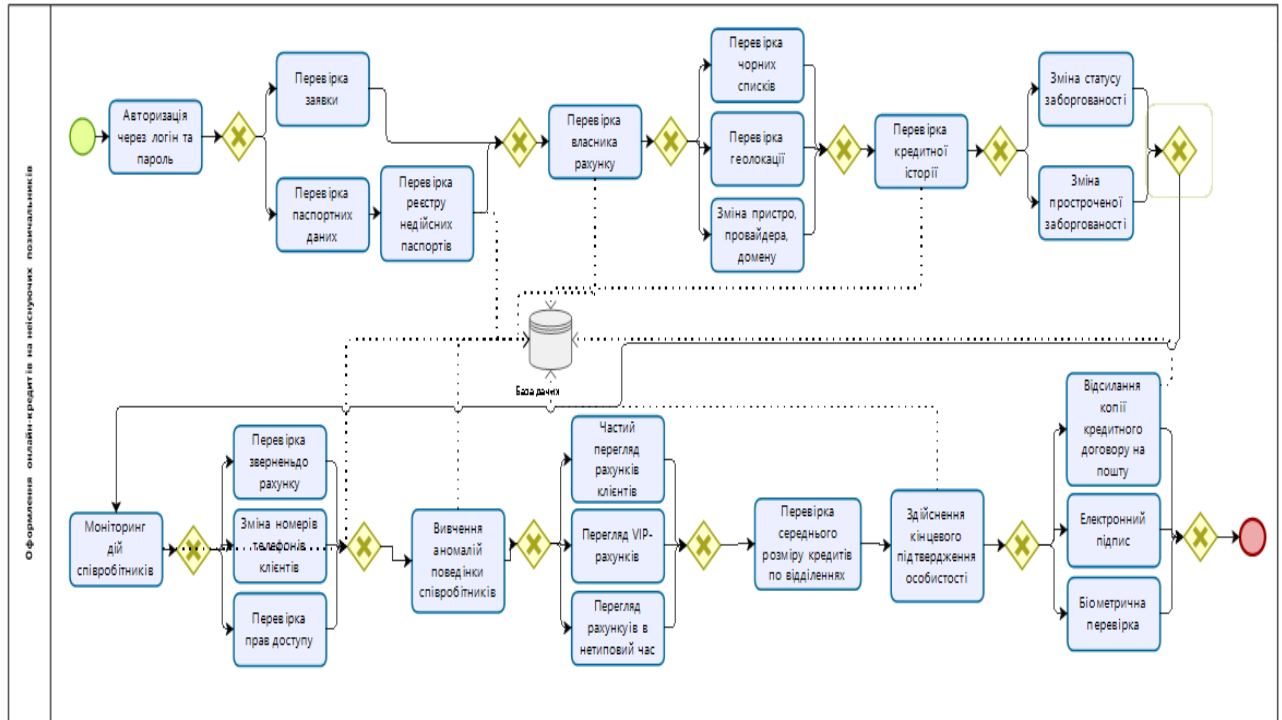 Оформлення онлайн-кредитів на неіснуючих позичальників
Авторизація
через логін та
пароль
Перевірка
заявки
Перевірка
паспортних
даних
Перевірка
реєстру
недійсних
паспортів
Перевірка
власника
рахунку
Перевірка
чорних
списків
Перевірка
геолокації
Зміна пристро,
провайдера,
домену
Перевірка
кредитної
історії
Зміна статусу
заборгованості
Зміна
простроченої
заборгованості
База даних
Моніторинг
дій
співробітників
Перевірка
зверненьдо
рахунку
Зміна номерів
телефонів
клієнтів
Перевірка
прав доступу
Вивчення
аномалій
поведінки
співробітників
Частий
перегляд
рахунків
клієнтів
Перегляд VIP-
рахунків
Перегляд
рахункуів в
нетиповий час
Перевірка
середнього
розміру кредитів
по відділеннях
Здійснення
кінцевого
підтвердження
особистості
Відсилання
копії
кредитного
договору на
пошту
Електронний
підпис
Біометрична
перевірка